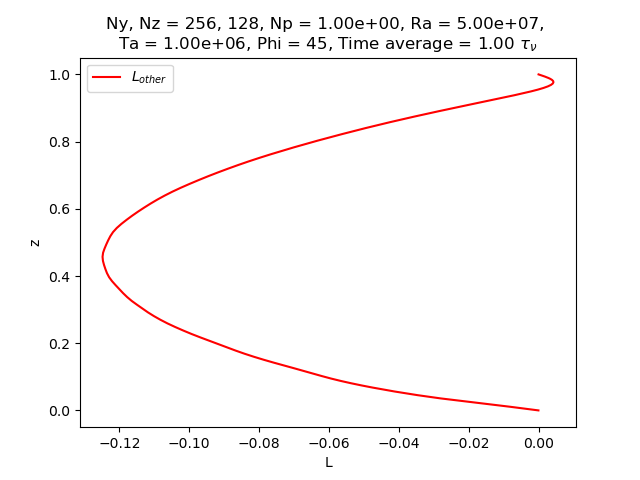 Ny, Nz = 256, 128, Np = 1.00e+00, Ra = 5.00e+07,
Ta = 1.00e+06, Phi = 45, Time average = 1.00 τ_ν
L_other
1.0
0.8
0.6
0.4
0.2
0.0
z
−0.12 −0.10 −0.08 −0.06 −0.04 −0.02 0.00
L